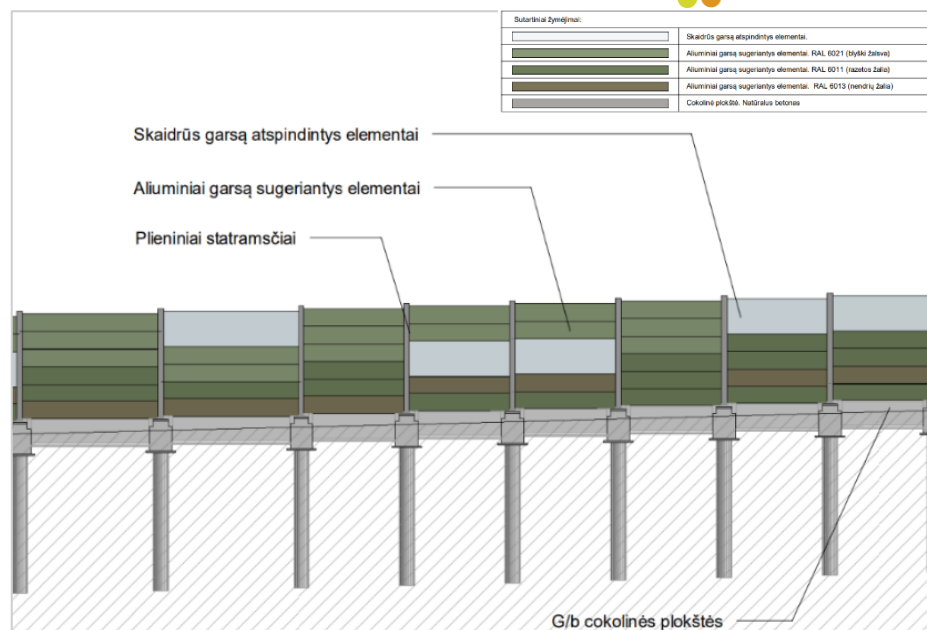 Sutartiniai žymėjimai:
Skaidrūs garsą atspindintys elementai.
Aliuminiai garsą sugeriantys elementai. RAL 6021 (blyški žalsva)
Aliuminiai garsą sugeriantys elementai. RAL 6011 (razetos žalia)
Aliuminiai garsą sugeriantys elementai. RAL 6013 (nendrių žalia)
Cokolinė plokštė. Natūralus betonas
Skaidrūs garsą atspindintys elementai
Aliuminiai garsą sugeriantys elementai
Plieniniai statramsčiai
G/b cokolinės plokštės